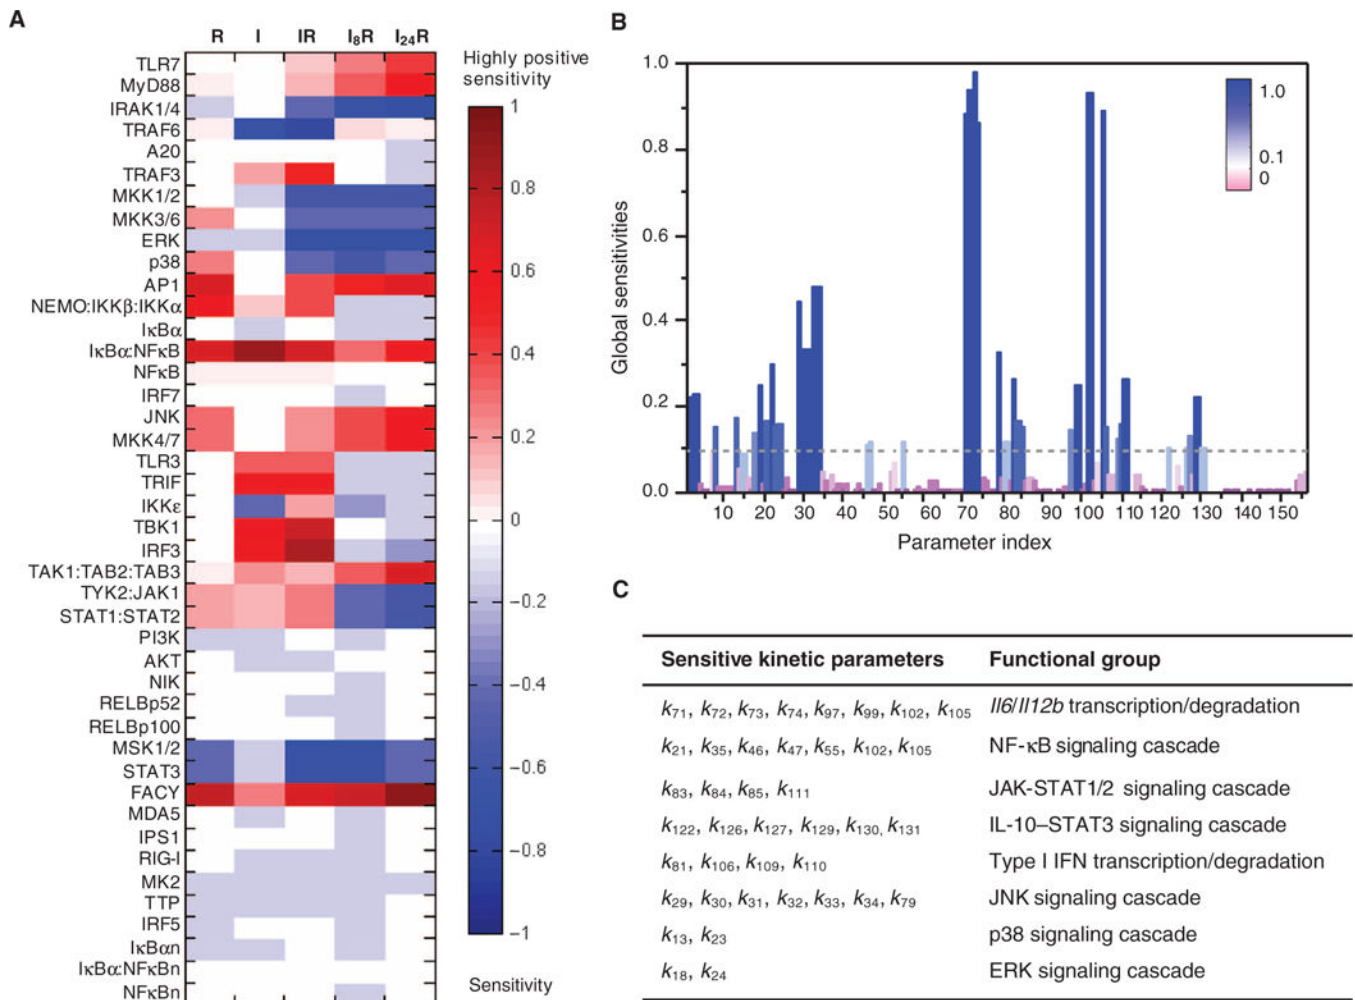 A
R I IR I₈R I₂₄R
TLR7
MyD88
IRAK1/4
TRAF6
A20
TRAF3
MKK1/2
MKK3/6
ERK
p38
AP1
NEMO:IKKβ:IKKα
IκBα
IκBα:NFκB
NFκB
IRF7
JNK
MKK4/7
TLR3
TRIF
IKKε
TBK1
IRF3
TAK1:TAB2:TAB3
TYK2:JAK1
STAT1:STAT2
PI3K
AKT
NIK
RELBp52
RELBp100
MSK1/2
STAT3
FACY
MDA5
IPS1
RIG-I
MK2
TTP
IRF5
IκBαn
IκBα:NFκBn
NFκBn
Highly positive
sensitivity
1
0.8
0.6
0.4
0.2
0
−0.2
−0.4
−0.6
−0.8
−1
Sensitivity
B
Global sensitivities
1.0
0.8
0.6
0.4
0.2
0.0
1.0
0.1
0
10 20 30 40 50 60 70 80 90 100 110 120 130 140 150
Parameter index
C
Sensitive kinetic parameters Functional group
k₇₁, k₇₂, k₇₃, k₇₄, k₉₇, k₉₉, k₁₀₂, k₁₀₅ Il6/Il12b transcription/degradation
k₂₁, k₃₅, k₄₆, k₄₇, k₅₅, k₁₀₂, k₁₀₅ NF-κB signaling cascade
k₈₃, k₈₄, k₈₅, k₁₁₁ JAK-STAT1/2 signaling cascade
k₁₂₂, k₁₂₆, k₁₂₇, k₁₂₉, k₁₃₀, k₁₃₁ IL-10–STAT3 signaling cascade
k₈₁, k₁₀₆, k₁₀₉, k₁₁₀ Type I IFN transcription/degradation
k₂₉, k₃₀, k₃₁, k₃₂, k₃₃, k₃₄, k₇₉ JNK signaling cascade
k₁₃, k₂₃ p38 signaling cascade
k₁₈, k₂₄ ERK signaling cascade